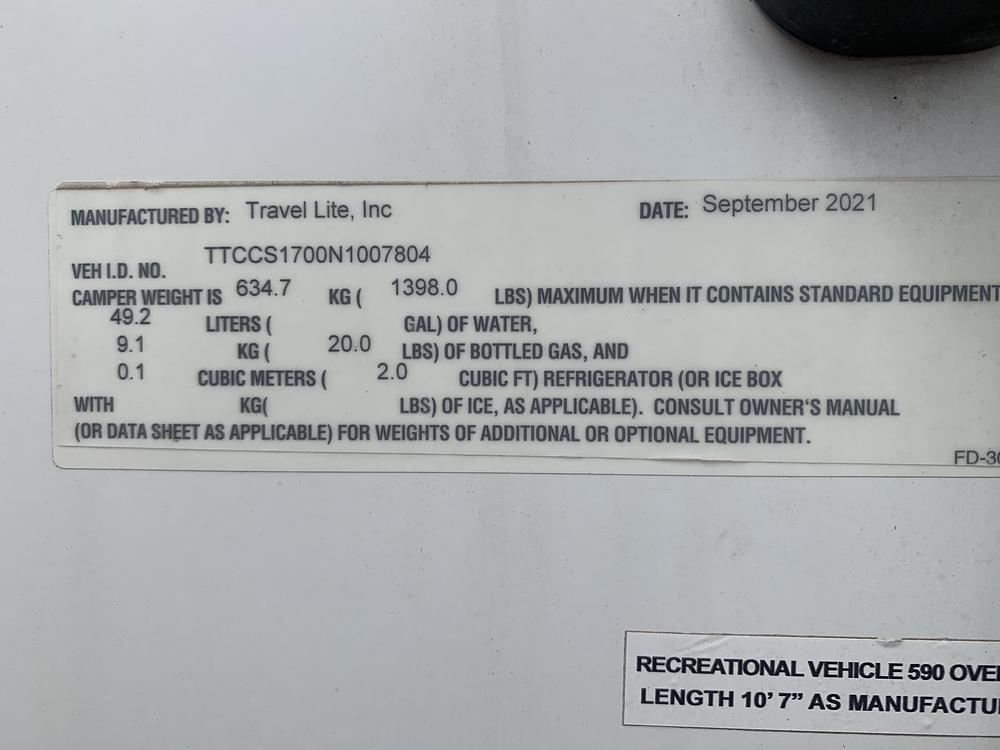 MANUFACTURED BY: Travel Lite, Inc DATE: September 2021
VEH I.D. NO. TTCCS1700N1007804
CAMPER WEIGHT IS 634.7 KG ( 1398.0 LBS) MAXIMUM WHEN IT CONTAINS STANDARD EQUIPMENT
49.2 LITERS ( GAL) OF WATER,
9.1 KG ( 20.0 LBS) OF BOTTLED GAS, AND
0.1 CUBIC METERS ( 2.0 CUBIC FT) REFRIGERATOR (OR ICE BOX
WITH KG( LBS) OF ICE, AS APPLICABLE). CONSULT OWNER'S MANUAL
(OR DATA SHEET AS APPLICABLE) FOR WEIGHTS OF ADDITIONAL OR OPTIONAL EQUIPMENT.
FD-30
RECREATIONAL VEHICLE 590 OVE
LENGTH 10' 7" AS MANUFACTU